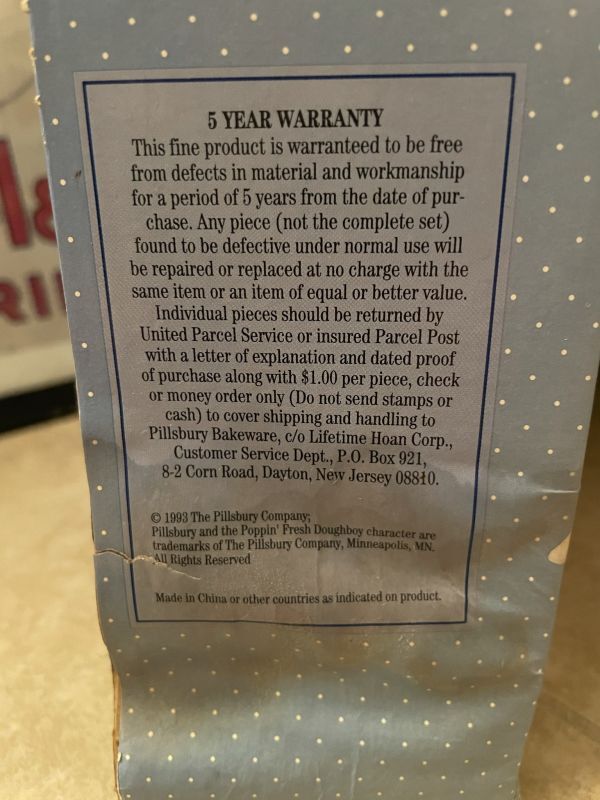 5 YEAR WARRANTY
This fine product is warranteed to be free
from defects in material and workmanship
for a period of 5 years from the date of pur-
chase. Any piece (not the complete set)
found to be defective under normal use will
be repaired or replaced at no charge with the
same item or an item of equal or better value.
Individual pieces should be returned by
United Parcel Service or insured Parcel Post
with a letter of explanation and dated proof
of purchase along with $1.00 per piece, check
or money order only (Do not send stamps or
cash) to cover shipping and handling to
Pillsbury Bakeware, c/o Lifetime Hoan Corp.,
Customer Service Dept., P.O. Box 921,
8-2 Corn Road, Dayton, New Jersey 08810.
© 1993 The Pillsbury Company;
Pillsbury and the Poppin' Fresh Doughboy character are
trademarks of The Pillsbury Company, Minneapolis, MN.
All Rights Reserved
Made in China or other countries as indicated on product.